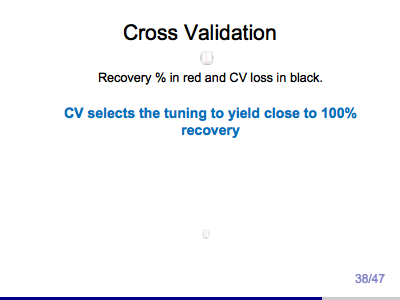 Cross Validation
Recovery % in red and CV loss in black.
CV selects the tuning to yield close to 100%
recovery
38/47